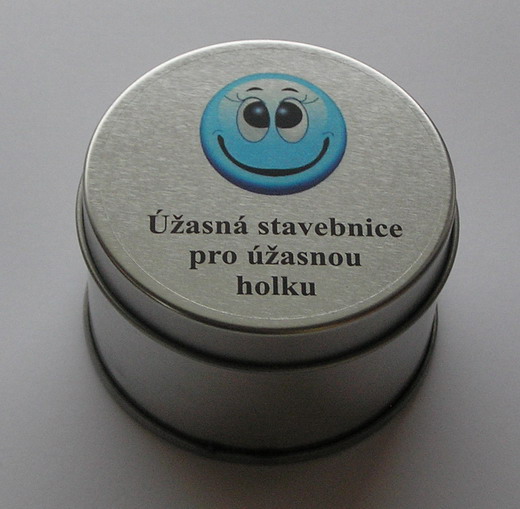 Úžasná stavebnice
pro úžasnou
holku